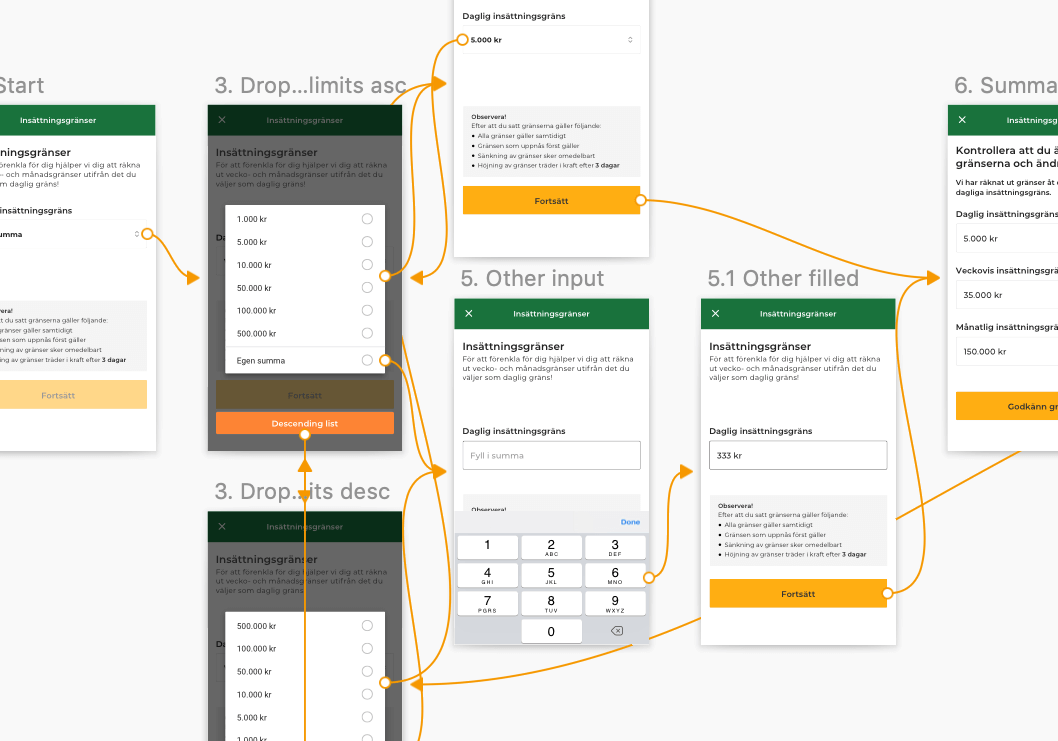 Start
Insättningsgränser
ningsgränser
förenkla för dig hjälper vi dig att räkna
ko- och månadsgränser utifrån det du
m daglig gräns!
insättningsgräns
umma
era!
t du satt gränserna gäller följande:
gränser gäller samtidigt
sen som uppnås först gäller
kning av gränser sker omedelbart
ing av gränser träder i kraft efter 3 dagar
Fortsätt
3. Drop...limits asc
Insättningsgränser
Insättningsgränser
För att förenkla för dig hjälper vi dig att räkna
ut vecko- och månadsgränser utifrån det du
väljer som daglig gräns!
Da
1.000 kr
5.000 kr
10.000 kr
50.000 kr
100.000 kr
500.000 kr
Egen summa
Fortsätt
Descending list
3. Drop...its desc
Insättningsgränser
Insättningsgränser
För att förenkla för dig hjälper vi dig att räkna
ut vecko- och månadsgränser utifrån det du
väljer som daglig gräns
Da
500.000 kr
100.000 kr
50.000 kr
10.000 kr
5.000 kr
1.000 kr
Daglig insättningsgräns
5.000 kr
Observera!
Efter att du satt gränserna gäller följande:
Alla gränser gäller samtidigt
Gränsen som uppnås först gäller
Sänkning av gränser sker omedelbart
Höjning av gränser träder i kraft efter 3 dagar
Fortsätt
5. Other input
Insättningsgränser
Insättningsgränser
För att förenkla för dig hjälper vi dig att räkna
ut vecko- och månadsgränser utifrån det du
väljer som daglig gräns!
Daglig insättningsgräns
Fyll i summa
Observera!
Done
1 2 3
ABC DEF
4 5 6
GHI JKL MNO
7 8 9
PQRS TUV WXYZ
0
5.1 Other filled
Insättningsgränser
Insättningsgränser
För att förenkla för dig hjälper vi dig att räkna
ut vecko- och månadsgränser utifrån det du
väljer som daglig gräns!
Daglig insättningsgräns
333 kr
Observera!
Efter att du satt gränserna gäller följande:
Alla gränser gäller samtidigt
Gränsen som uppnås först gäller
Sänkning av gränser sker omedelbart
Höjning av gränser träder i kraft efter 3 dagar
Fortsätt
6. Summa
Insättningsg
Kontrollera att du ä
gränserna och änd
Vi har räknat ut gränser åt
dagliga insättningsgräns.
Daglig insättningsgräns
5.000 kr
Veckovis insättningsgrä
35.000 kr
Månatlig insättningsgrä
150.000 kr
Godkänn gr